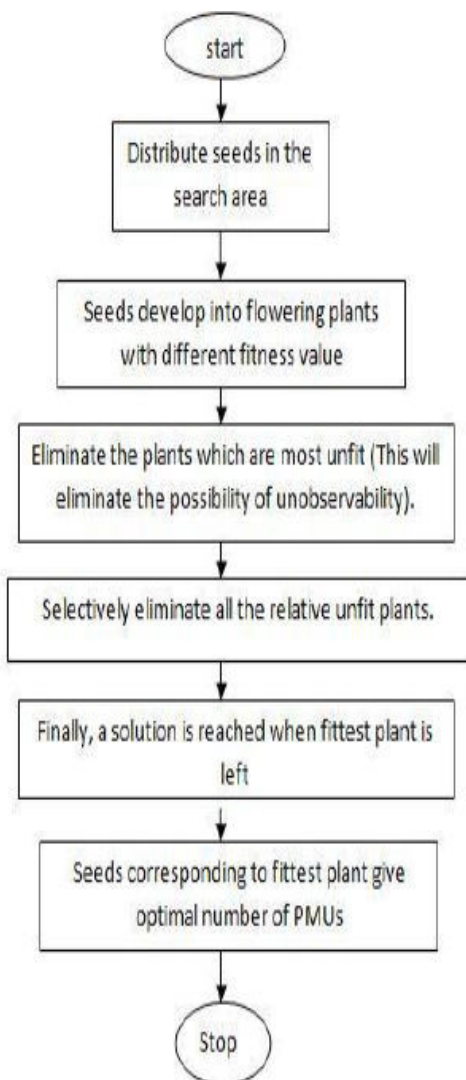 start
Distribute seeds in the
search area
Seeds develop into flowering plants
with different fitness value
Eliminate the plants which are most unfit (This will
eliminate the possibility of unobservability).
Selectively eliminate all the relative unfit plants.
Finally, a solution is reached when fittest plant is
left
Seeds corresponding to fittest plant give
optimal number of PMUs
Stop